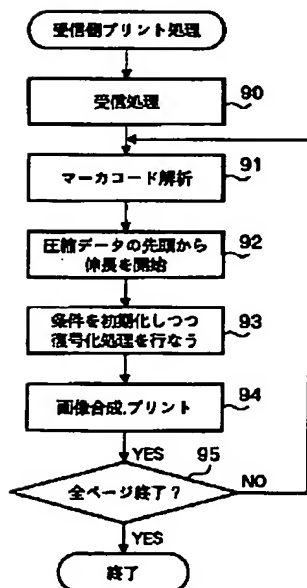 受信側プリント処理
受信処理
90
マーカコード解析
91
圧縮データの先頭から
伸長を開始
92
条件を初期化しつつ
復号化処理を行なう
93
画像合成,プリント
94
YES
95
全ページ終了?
NO
YES
終了